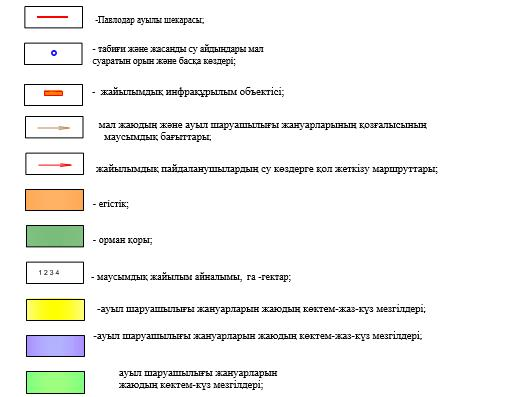 -Павлодар ауылы шекарасы;
- табиғи және жасанды су айдындары мал
суаратын орын және басқа көздері;
- жайылымдық инфрақұрылым объектісі;
мал жаюдың және ауыл шаруашылығы жануарларының қозғалысының
маусымдық бағыттары;
жайылымдық пайдаланушылардың су көздерге қол жеткізу маршруттары;
- егістік;
- орман қоры;
1 2 3 4 - маусымдық жайылым айналымы, га -гектар;
-ауыл шаруашылығы жануарларын жаюдың көктем-жаз-күз мезгілдері;
-ауыл шаруашылығы жануарларын жаюдың көктем-жаз-күз мезгілдері;
ауыл шаруашылығы жануарларын
жаюдың көктем-күз мезгілдері;